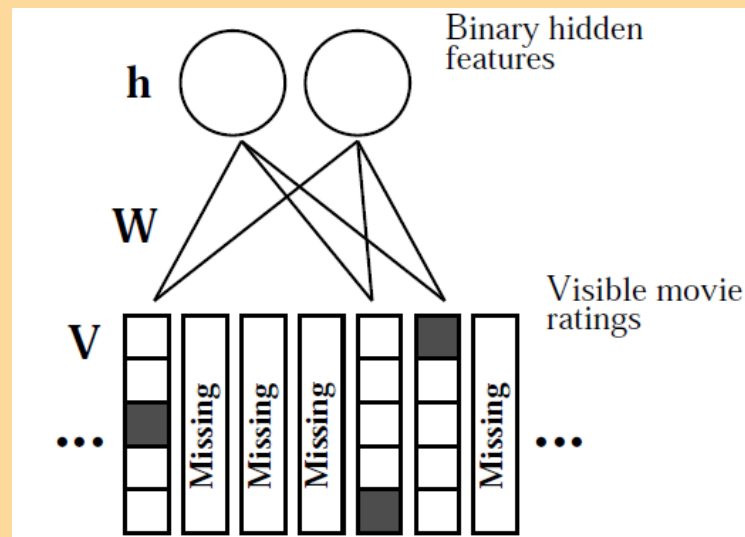 Binary hidden
features
h
W
Visible movie
ratings
V
Missing
Missing
Missing
Missing
... ...